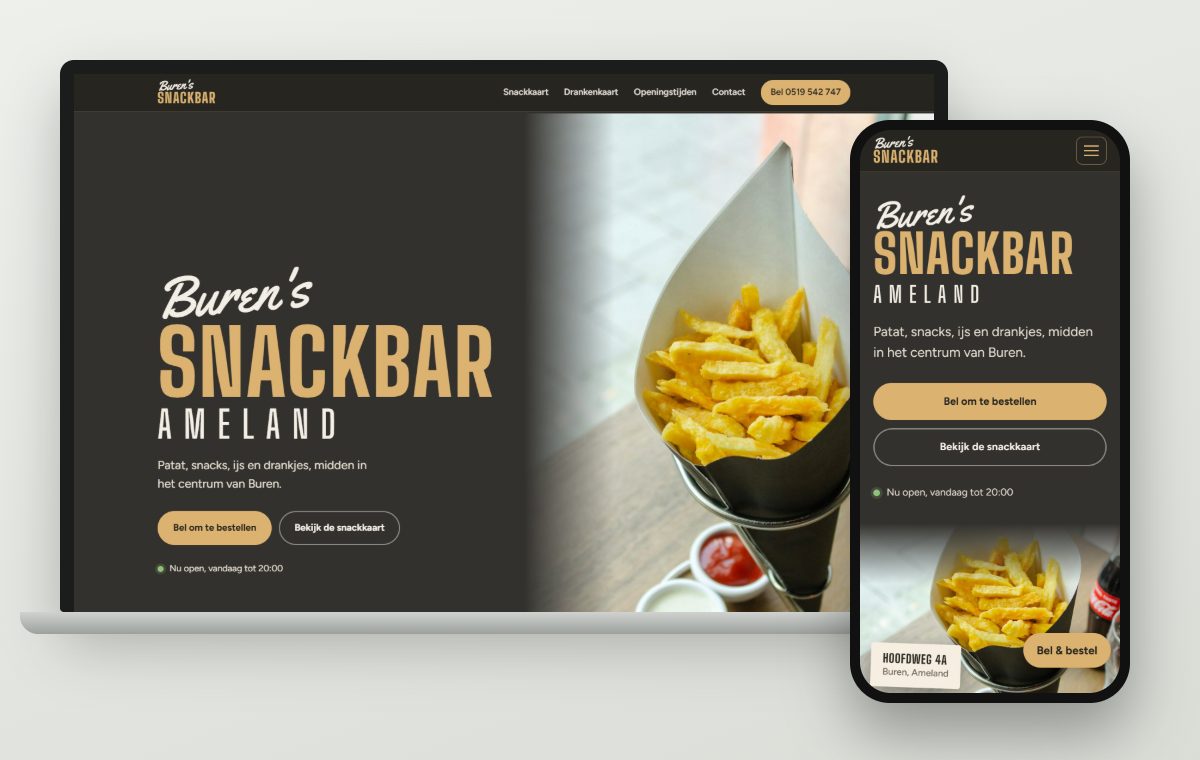 Buren's
SNACKBAR
Snackkaart Drankenkaart Openingstijden Contact Bel 0519 542 747
Buren's
SNACKBAR
AMELAND
Patat, snacks, ijs en drankjes, midden in
het centrum van Buren.
Bel om te bestellen Bekijk de snackkaart
Nu open, vandaag tot 20:00
Buren's
SNACKBAR
Buren's
SNACKBAR
AMELAND
Patat, snacks, ijs en drankjes, midden
in het centrum van Buren.
Bel om te bestellen
Bekijk de snackkaart
Nu open, vandaag tot 20:00
Bel & bestel
HOOFDWEG 4A
Buren, Ameland